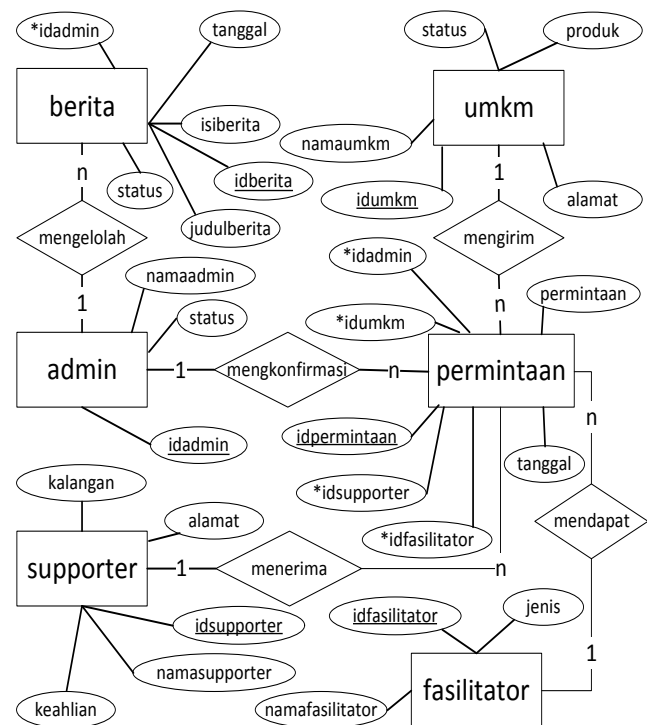 *idadmin
tanggal
status
produk
berita
umkm
isiberita
namaumkm
n
idberita
1
status
idumkm
alamat
judulberita
mengelolah
mengirim
*idadmin
namaadmin
permintaan
1
n
status
*idumkm
admin
1
mengkonfirmasi
n
permintaan
n
idadmin
idpermintaan
tanggal
kalangan
*idsupporter
alamat
mendapat
*idfasilitator
supporter
1
menerima
n
idfasilitator
jenis
idsupporter
1
namasupporter
fasilitator
keahlian
namafasilitator